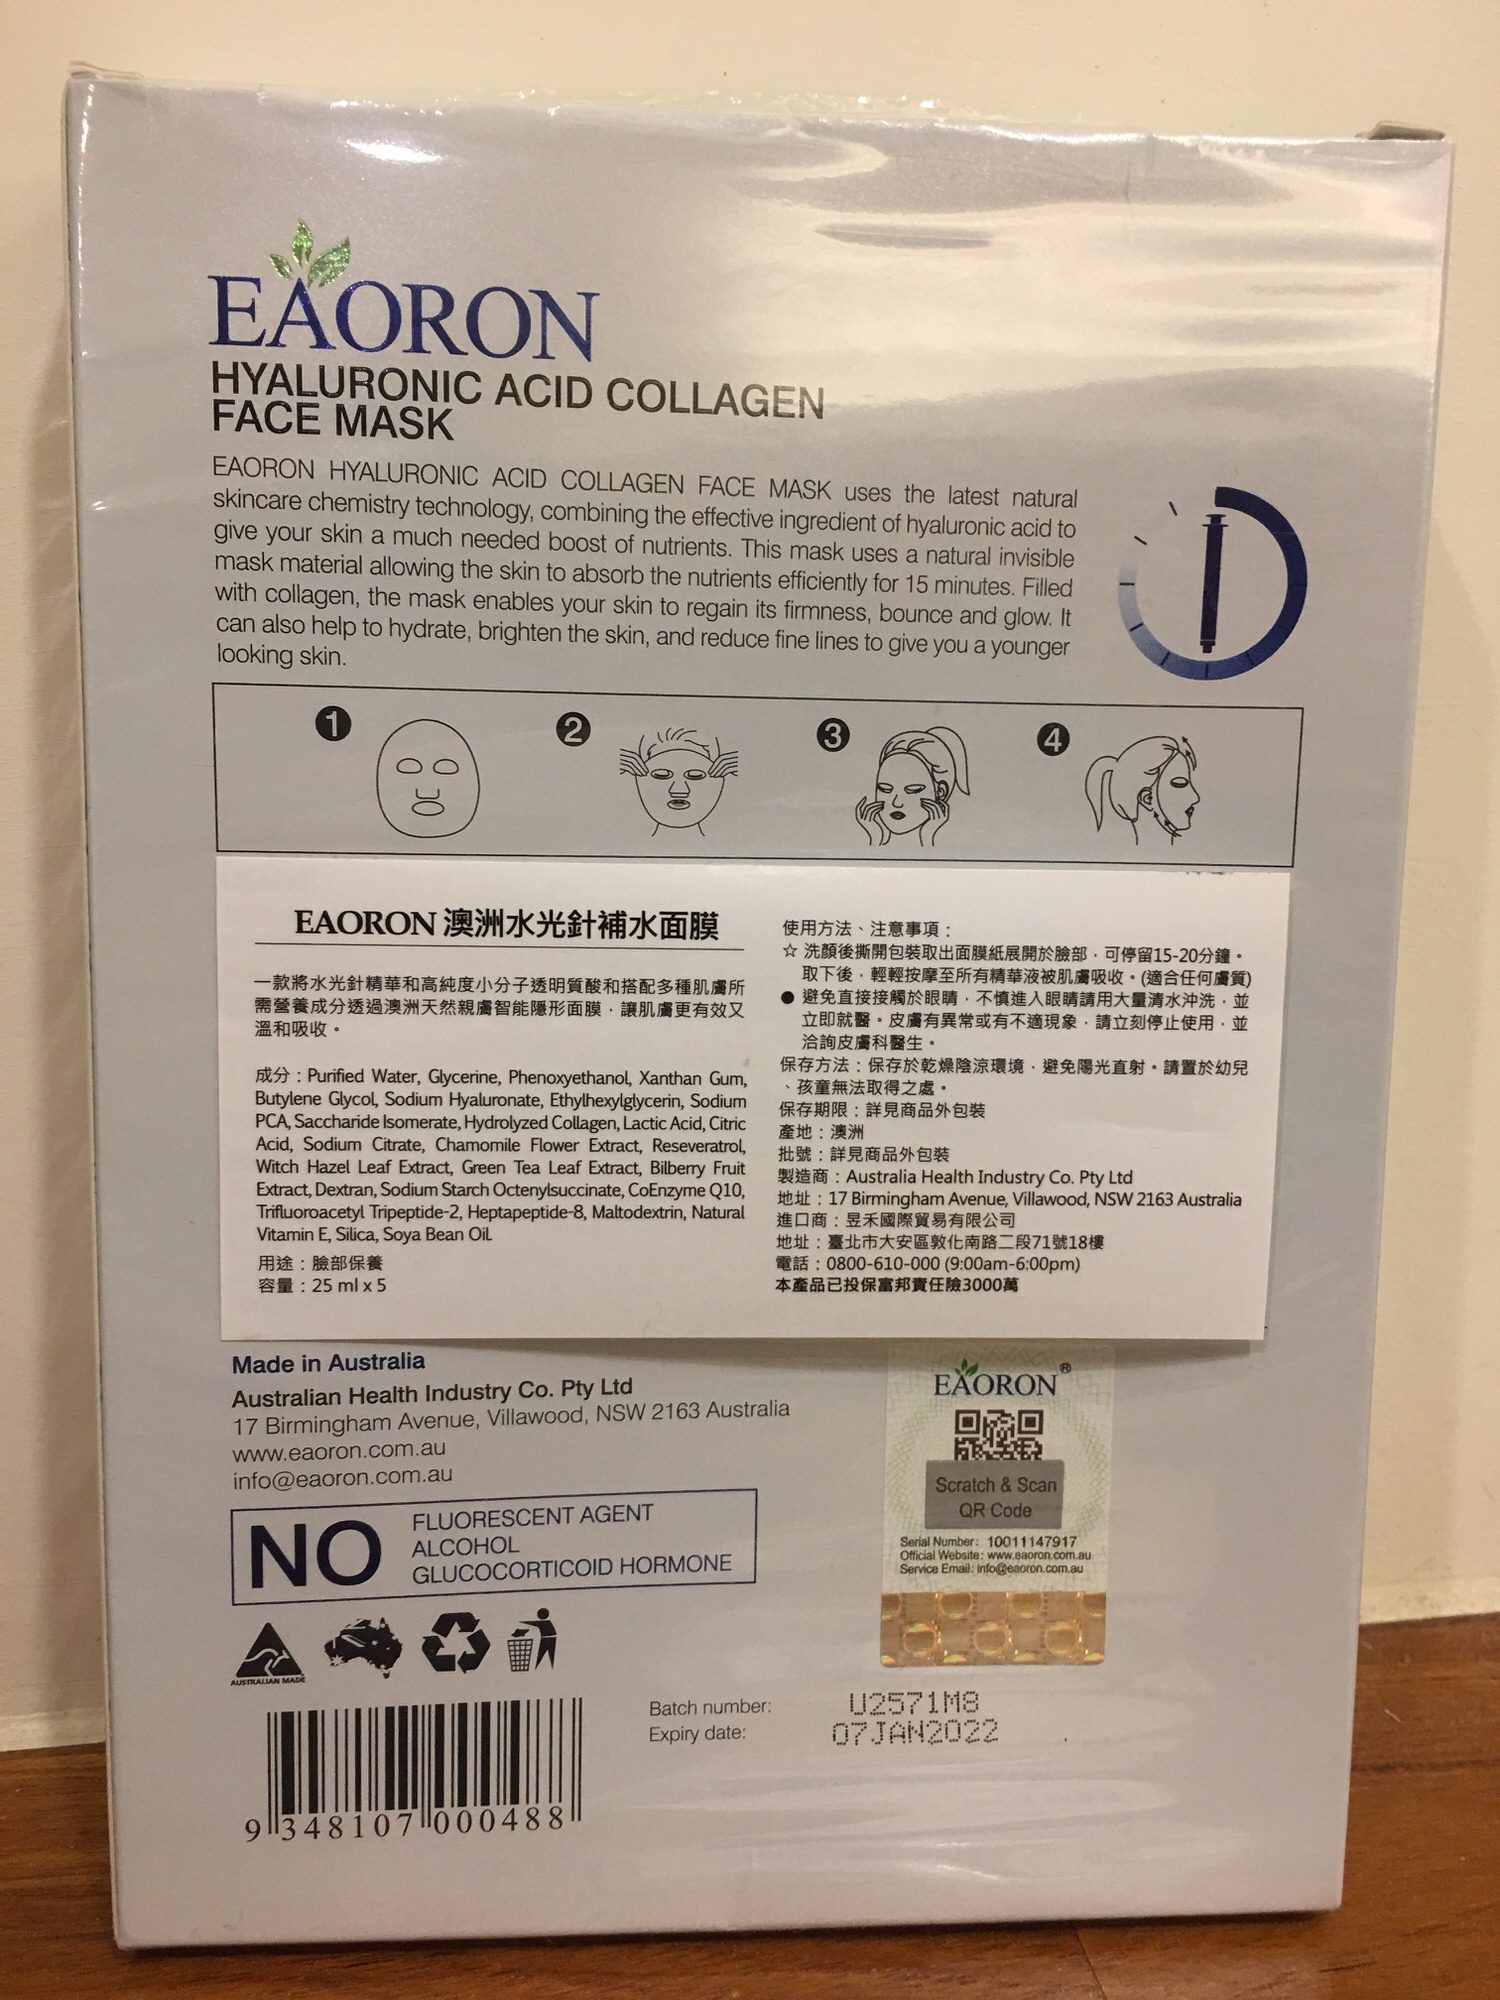 EAORON
HYALURONIC ACID COLLAGEN
FACE MASK
EAORON HYALURONIC ACID COLLAGEN FACE MASK uses the latest natural
skincare chemistry technology, combining the effective ingredient of hyaluronic acid to
give your skin a much needed boost of nutrients. This mask uses a natural invisible
mask material allowing the skin to absorb the nutrients efficiently for 15 minutes. Filled
with collagen, the mask enables your skin to regain its firmness, bounce and glow. It
can also help to hydrate, brighten the skin, and reduce fine lines to give you a younger
looking skin.
1 2 3 4
EAORON 澳洲水光針補水面膜
一款將水光針精華和高純度小分子透明質酸和搭配多種肌膚所
需營養成分透過澳洲天然親膚智能隱形面膜，讓肌膚更有效又
溫和吸收。
成分：Purified Water, Glycerine, Phenoxyethanol, Xanthan Gum,
Butylene Glycol, Sodium Hyaluronate, Ethylhexylglycerin, Sodium
PCA, Saccharide Isomerate, Hydrolyzed Collagen, Lactic Acid, Citric
Acid, Sodium Citrate, Chamomile Flower Extract, Reseveratrol,
Witch Hazel Leaf Extract, Green Tea Leaf Extract, Bilberry Fruit
Extract, Dextran, Sodium Starch Octenylsuccinate, CoEnzyme Q10,
Trifluoroacetyl Tripeptide-2, Heptapeptide-8, Maltodextrin, Natural
Vitamin E, Silica, Soya Bean Oil.
用途：臉部保養
容量：25 ml x 5
使用方法、注意事項：
☆ 洗顏後撕開包裝取出面膜紙展開於臉部，可停留15-20分鐘。
取下後，輕輕按摩至所有精華液被肌膚吸收。(適合任何膚質)
● 避免直接接觸於眼睛，不慎進入眼睛請用大量清水沖洗，並
立即就醫。皮膚有異常或有不適現象，請立刻停止使用，並
洽詢皮膚科醫生。
保存方法：保存於乾燥陰涼環境，避免陽光直射。請置於幼兒
、孩童無法取得之處。
保存期限：詳見商品外包裝
產地：澳洲
批號：詳見商品外包裝
製造商：Australia Health Industry Co. Pty Ltd
地址：17 Birmingham Avenue, Villawood, NSW 2163 Australia
進口商：昱禾國際貿易有限公司
地址：臺北市大安區敦化南路二段71號18樓
電話：0800-610-000 (9:00am-6:00pm)
本產品已投保富邦責任險3000萬
Made in Australia
Australian Health Industry Co. Pty Ltd
17 Birmingham Avenue, Villawood, NSW 2163 Australia
www.eaoron.com.au
info@eaoron.com.au
NO
FLUORESCENT AGENT
ALCOHOL
GLUCOCORTICOID HORMONE
EAORON®
Scratch & Scan
QR Code
Serial Number: 10011147917
Official Website: www.eaoron.com.au
Service Email: info@eaoron.com.au
AUSTRALIAN MADE
Batch number: U2571M8
Expiry date: 07JAN2022
9 348107 000488